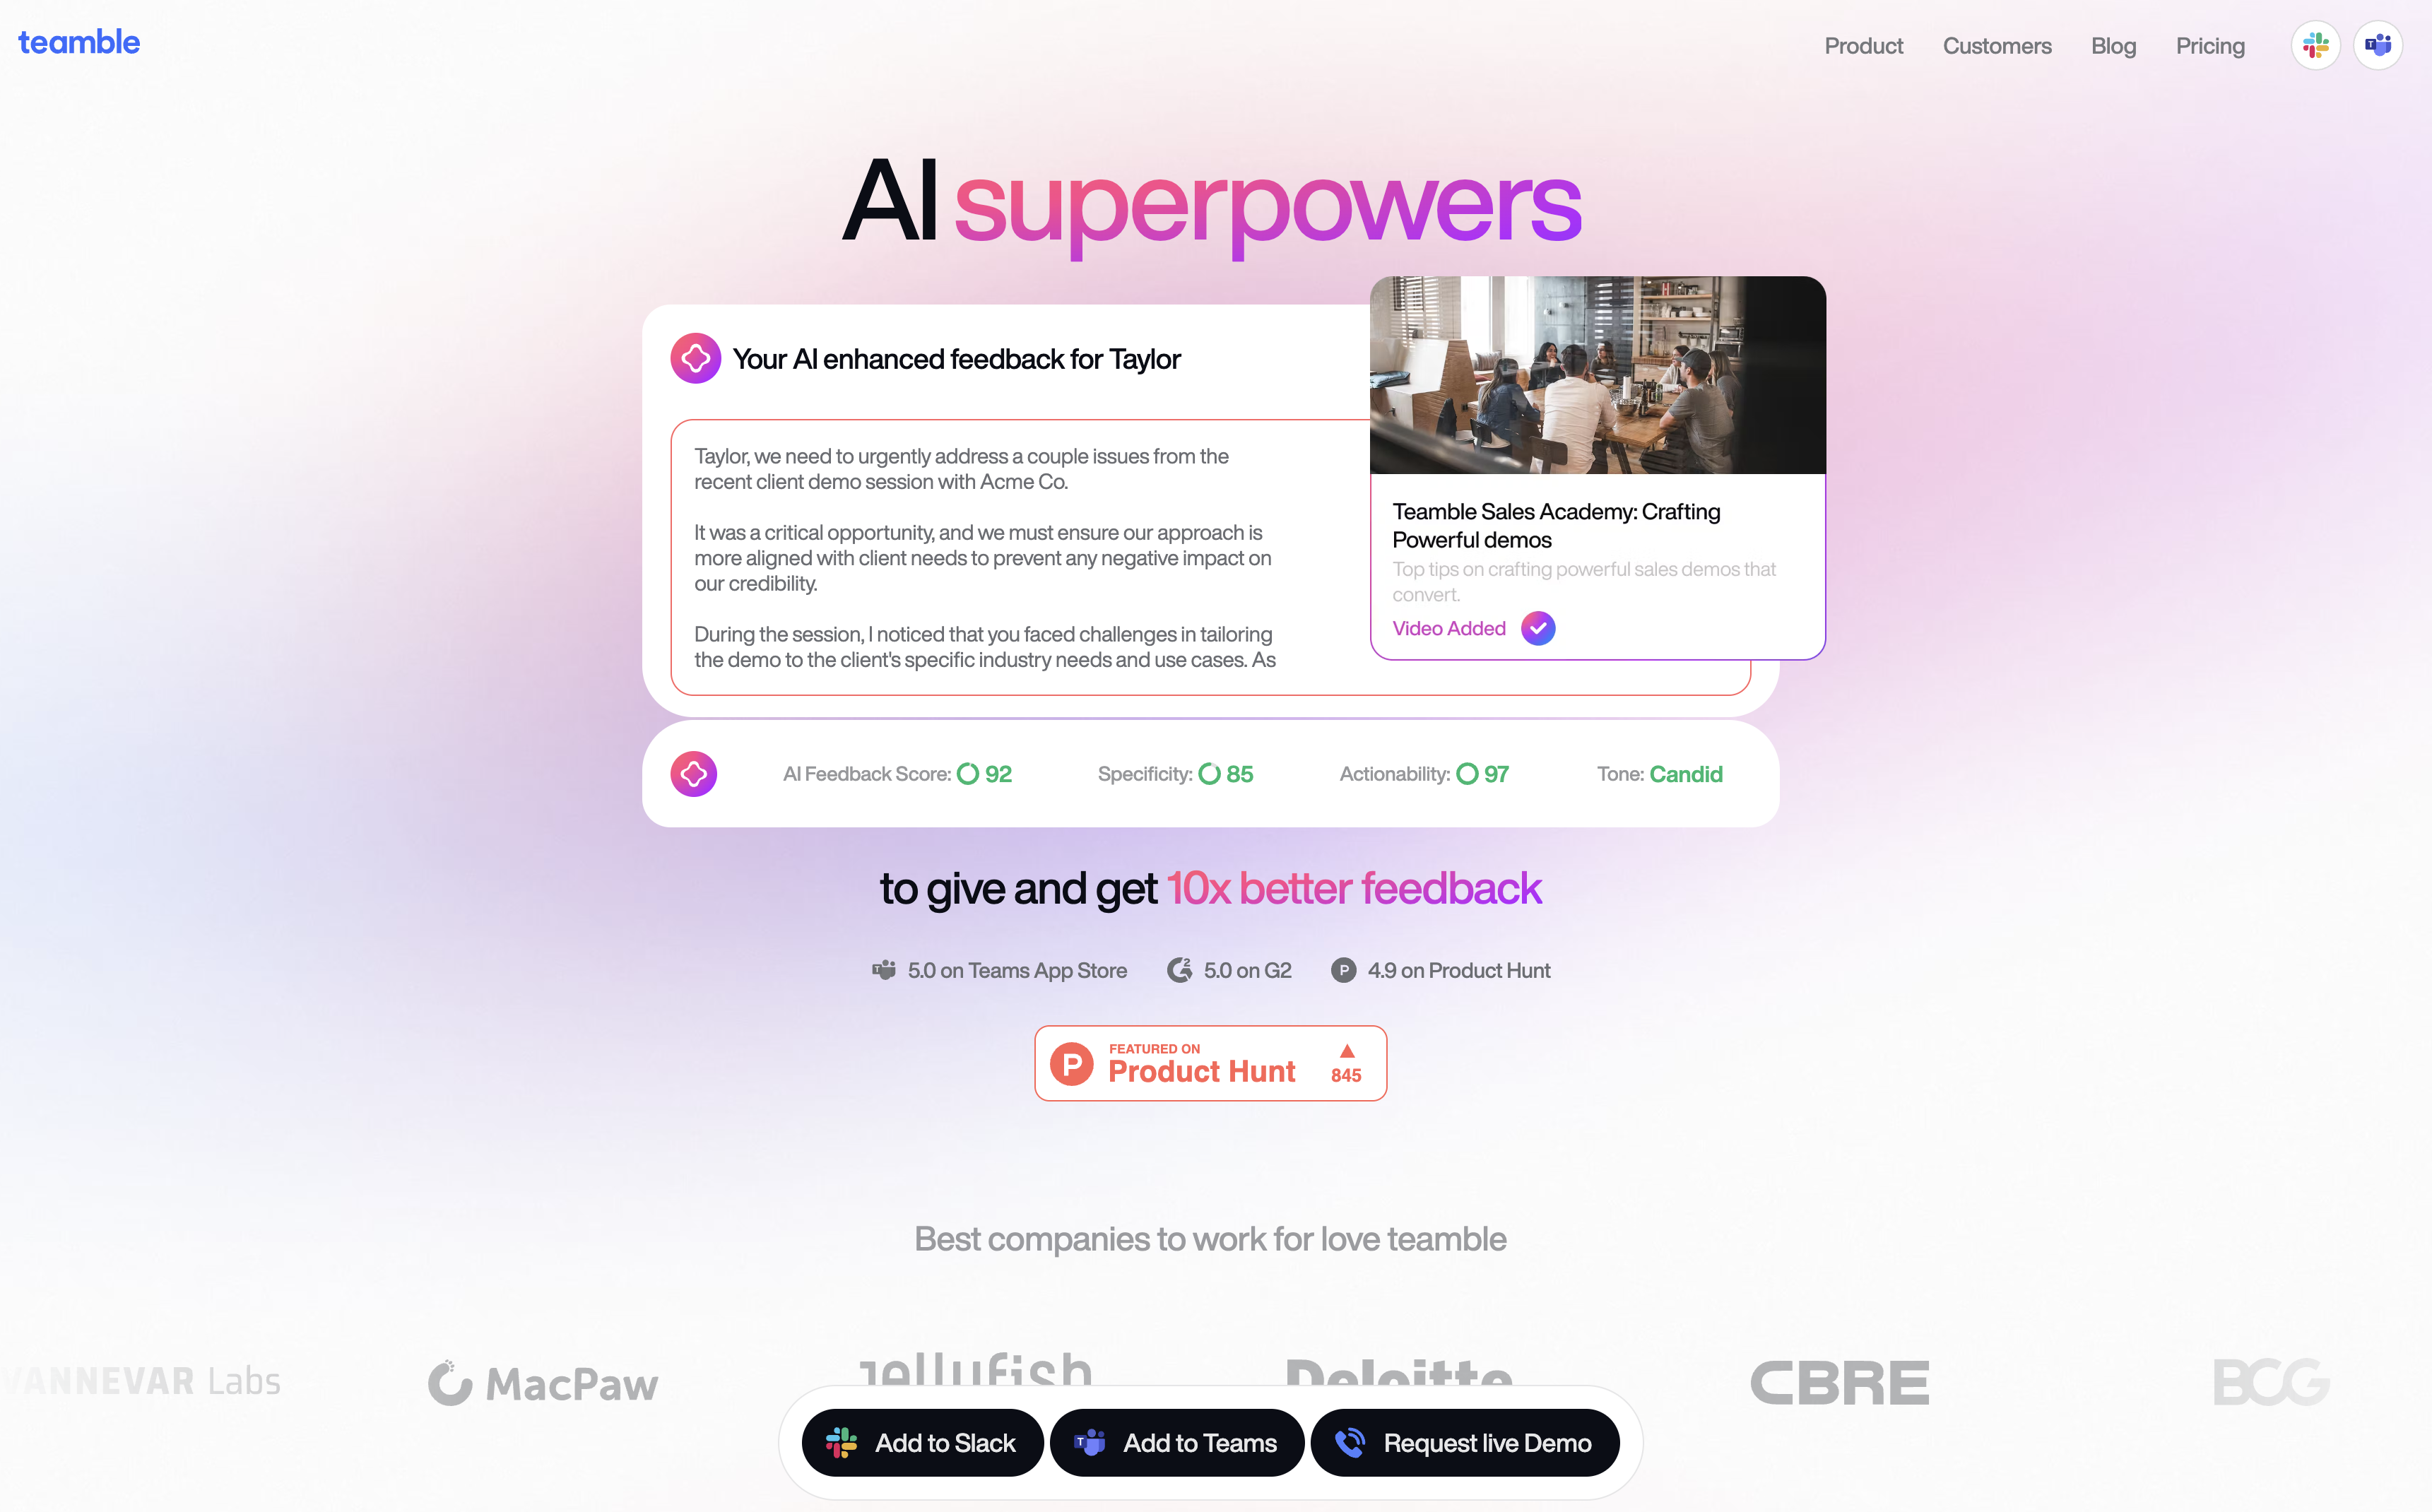 teamble
Product
Customers
Blog
Pricing
AI superpowers
Your AI enhanced feedback for Taylor
Taylor, we need to urgently address a couple issues from the
recent client demo session with Acme Co.
It was a critical opportunity, and we must ensure our approach is
more aligned with client needs to prevent any negative impact on
our credibility.
During the session, I noticed that you faced challenges in tailoring
the demo to the client's specific industry needs and use cases. As
Teamble Sales Academy: Crafting
Powerful demos
Top tips on crafting powerful sales demos that
convert.
Video Added
AI Feedback Score: 92
Specificity: 85
Actionability: 97
Tone: Candid
to give and get 10x better feedback
5.0 on Teams App Store
5.0 on G2
4.9 on Product Hunt
FEATURED ON
Product Hunt
845
Best companies to work for love teamble
VANNEVAR Labs
MacPaw
jellyfish
Deloitte
CBRE
BCG
Add to Slack
Add to Teams
Request live Demo